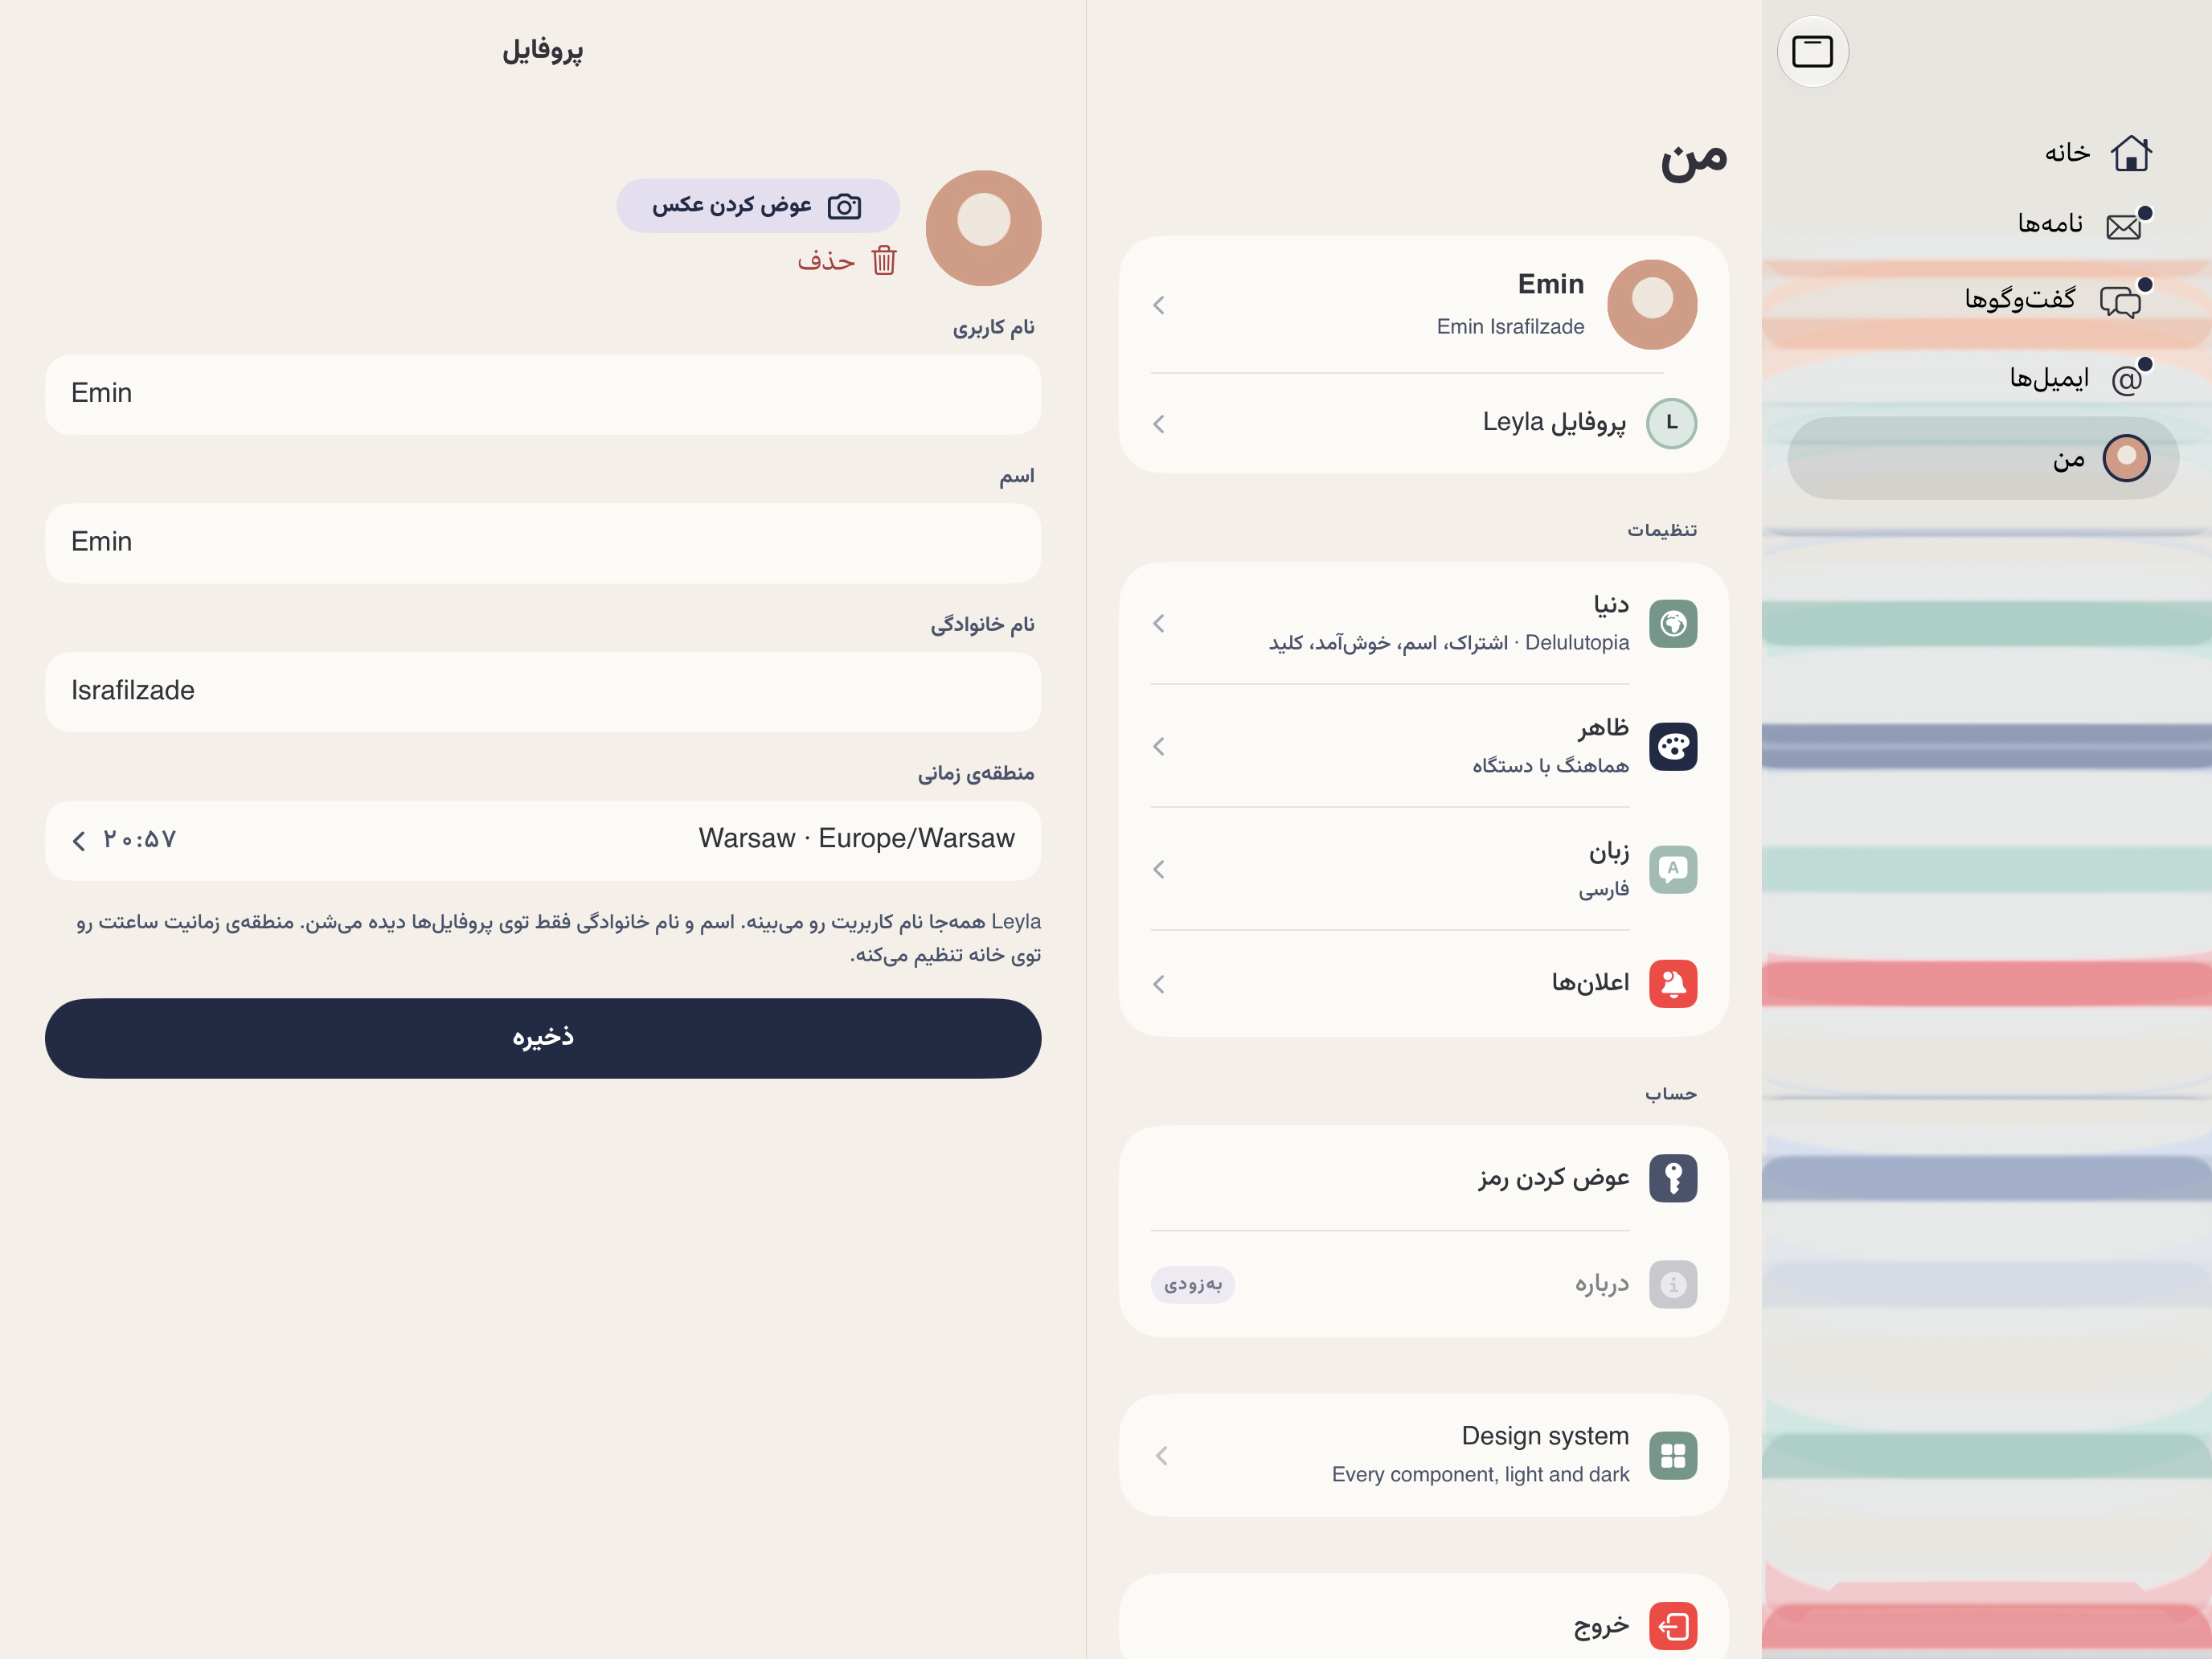 خانه
نامه‌ها
گفت‌وگوها
@
ایمیل‌ها
من
من
Emin
Emin Israfilzade
L
پروفایل Leyla
تنظیمات
دنیا
Delulutopia · اشتراک، اسم، خوش‌آمد، کلید
ظاهر
هماهنگ با دستگاه
A
زبان
فارسی
اعلان‌ها
حساب
عوض کردن رمز
درباره
به‌زودی
Design system
Every component, light and dark
خروج
پروفایل
عوض کردن عکس
حذف
نام کاربری
Emin
اسم
Emin
نام خانوادگی
Israfilzade
منطقه‌ی زمانی
Warsaw · Europe/Warsaw
۲۰:۵۷
Leyla همه‌جا نام کاربریت رو می‌بینه. اسم و نام خانوادگی فقط توی پروفایل‌ها دیده می‌شن. منطقه‌ی زمانیت ساعتت رو
توی خانه تنظیم می‌کنه.
ذخیره